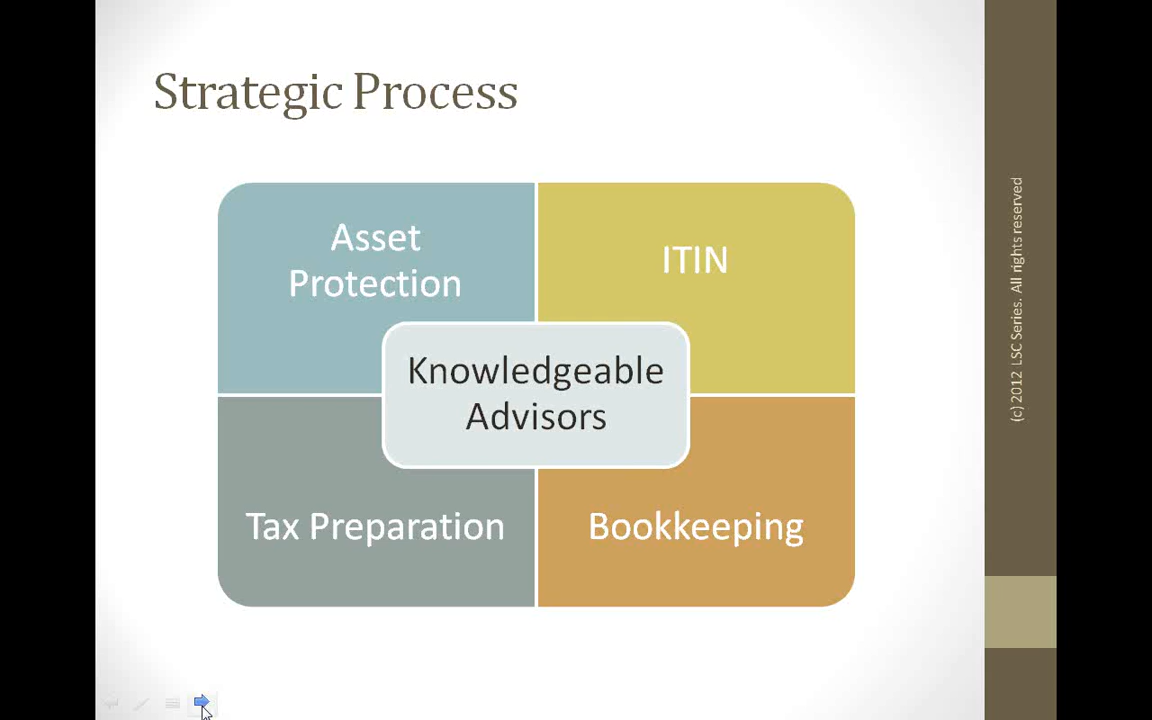 Strategic Process
Asset
Protection
ITIN
Knowledgeable
Advisors
Tax Preparation
Bookkeeping
(c) 2012 LSC Series. All rights reserved